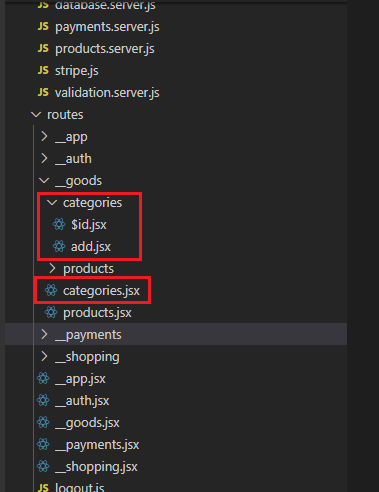 database.server.js
JS payments.server.js
JS products.server.js
JS stripe.js
JS validation.server.js
routes
__app
__auth
__goods
categories
$id.jsx
add.jsx
products
categories.jsx
products.jsx
__payments
__shopping
__app.jsx
__auth.jsx
__goods.jsx
__payments.jsx
__shopping.jsx
JS logout.js